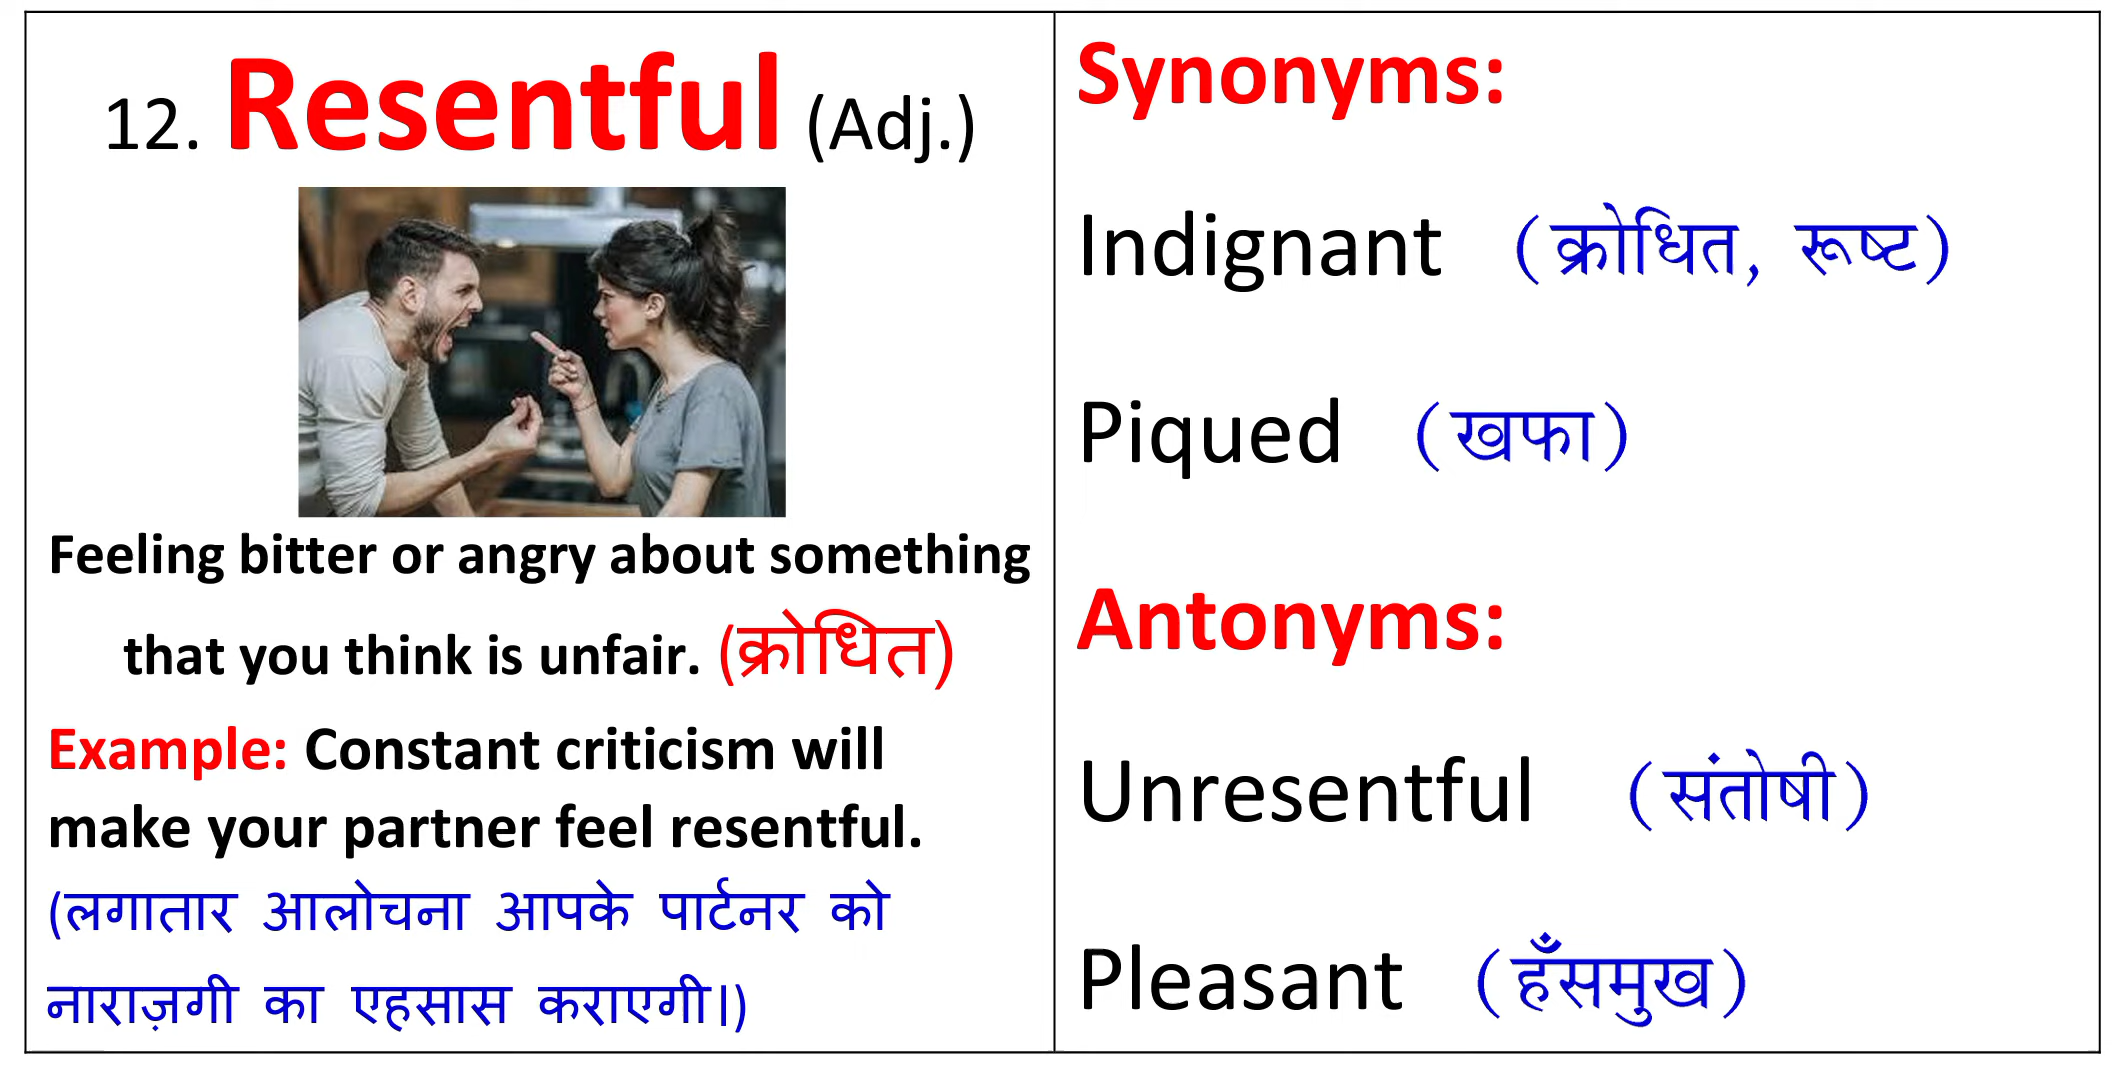 12. Resentful (Adj.)
Feeling bitter or angry about something
that you think is unfair. (क्रोधित)
Example: Constant criticism will
make your partner feel resentful.
(लगातार आलोचना आपके पार्टनर को
नाराज़गी का एहसास कराएगी।)
Synonyms:
Indignant (क्रोधित, रूष्ट)
Piqued (खफा)
Antonyms:
Unresentful (संतोषी)
Pleasant (हँसमुख)